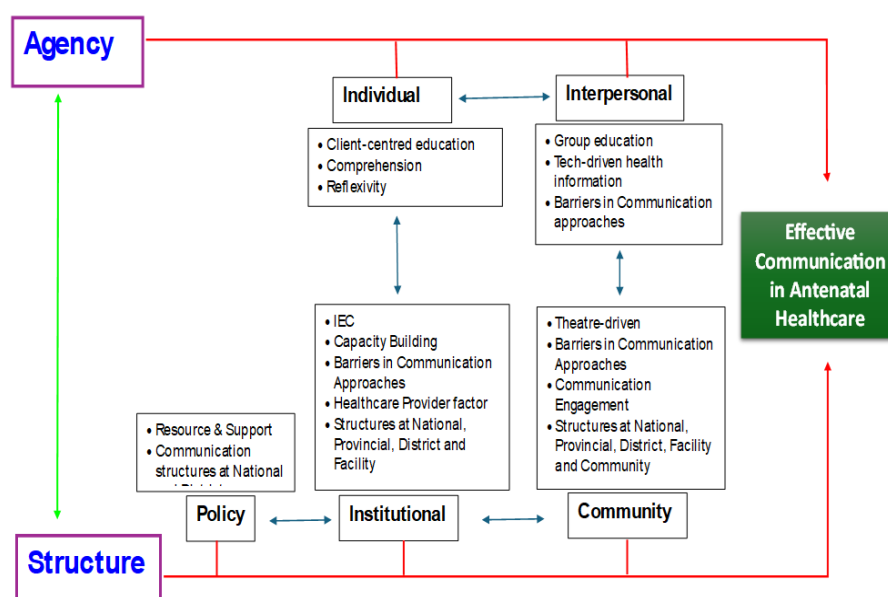 Agency
Individual
Interpersonal
• Client-centred education
• Comprehension
• Reflexivity
• Group education
• Tech-driven health
information
• Barriers in Communication
approaches
Effective
Communication
in Antenatal
Healthcare
• IEC
• Capacity Building
• Barriers in Communication
Approaches
• Healthcare Provider factor
• Structures at National,
Provincial, District and
Facility
• Theatre-driven
• Barriers in Communication
Approaches
• Communication
Engagement
• Structures at National,
Provincial, District, Facility
and Community
• Resource & Support
• Communication
structures at National
Policy
Institutional
Community
Structure